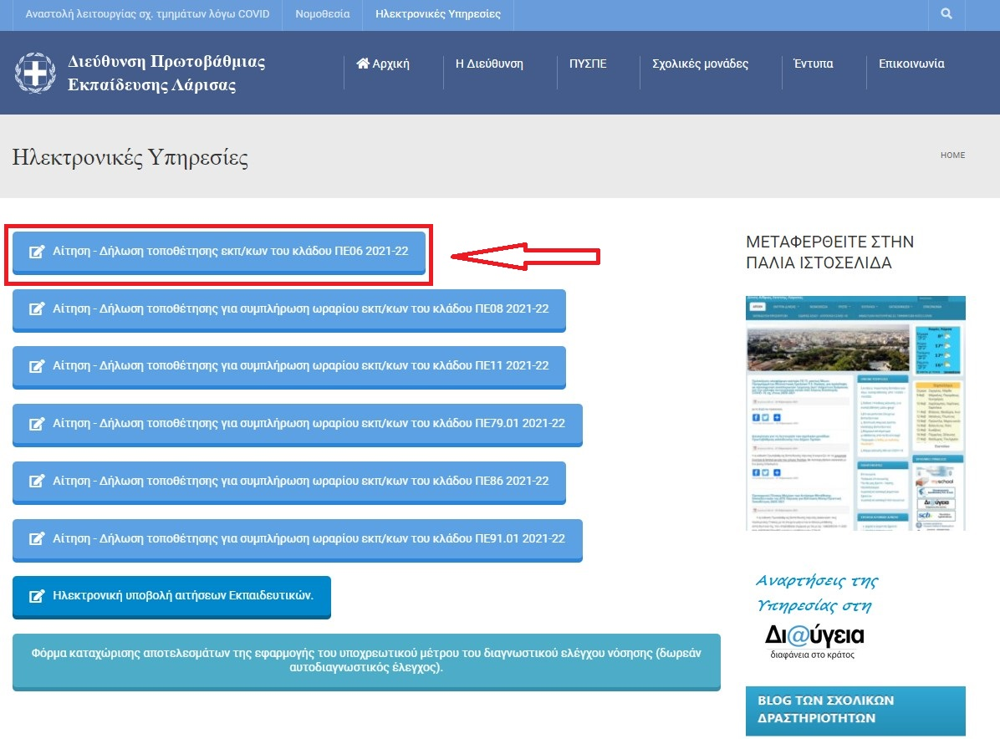 Αναστολή λειτουργίας σχ. τμημάτων λόγω COVID
Νομοθεσία
Ηλεκτρονικές Υπηρεσίες
Διεύθυνση Πρωτοβάθμιας
Εκπαίδευσης Λάρισας
Αρχική
Η Διεύθυνση
ΠΥΣΠΕ
Σχολικές μονάδες
Έντυπα
Επικοινωνία
Ηλεκτρονικές Υπηρεσίες
HOME
Αίτηση - Δήλωση τοποθέτησης εκπ/κων του κλάδου ΠΕ06 2021-22
Αίτηση - Δήλωση τοποθέτησης για συμπλήρωση ωραρίου εκπ/κων του κλάδου ΠΕ08 2021-22
Αίτηση - Δήλωση τοποθέτησης για συμπλήρωση ωραρίου εκπ/κων του κλάδου ΠΕ11 2021-22
Αίτηση - Δήλωση τοποθέτησης για συμπλήρωση ωραρίου εκπ/κων του κλάδου ΠΕ79.01 2021-22
Αίτηση - Δήλωση τοποθέτησης για συμπλήρωση ωραρίου εκπ/κων του κλάδου ΠΕ86 2021-22
Αίτηση - Δήλωση τοποθέτησης για συμπλήρωση ωραρίου εκπ/κων του κλάδου ΠΕ91.01 2021-22
Ηλεκτρονική υποβολή αιτήσεων Εκπαιδευτικών.
Φόρμα καταχώρισης αποτελεσμάτων της εφαρμογής του υποχρεωτικού μέτρου του διαγνωστικού ελέγχου νόσησης (δωρεάν
αυτοδιαγνωστικός έλεγχος).
ΜΕΤΑΦΕΡΘΕΙΤΕ ΣΤΗΝ
ΠΑΛΙΑ ΙΣΤΟΣΕΛΙΔΑ
myschool
Δι@ύγεια
Αναρτήσεις της
Υπηρεσίας στη
Δι@ύγεια
διαφάνεια στο κράτος
BLOG ΤΩΝ ΣΧΟΛΙΚΩΝ
ΔΡΑΣΤΗΡΙΟΤΗΤΩΝ